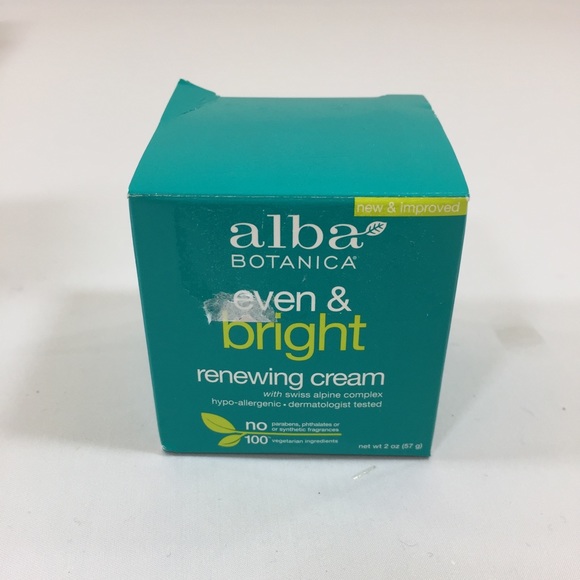 new & improved
alba
BOTANICA®
even &
bright
renewing cream
with swiss alpine complex
hypo-allergenic • dermatologist tested
no parabens, phthalates or
or synthetic fragrances
100% vegetarian ingredients
net wt 2 oz (57 g)